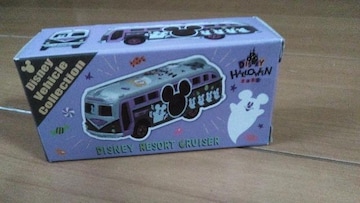 Disney
Vehicle
Collection
DISNEY
HALLOWEEN
DISNEY RESORT CRUISER